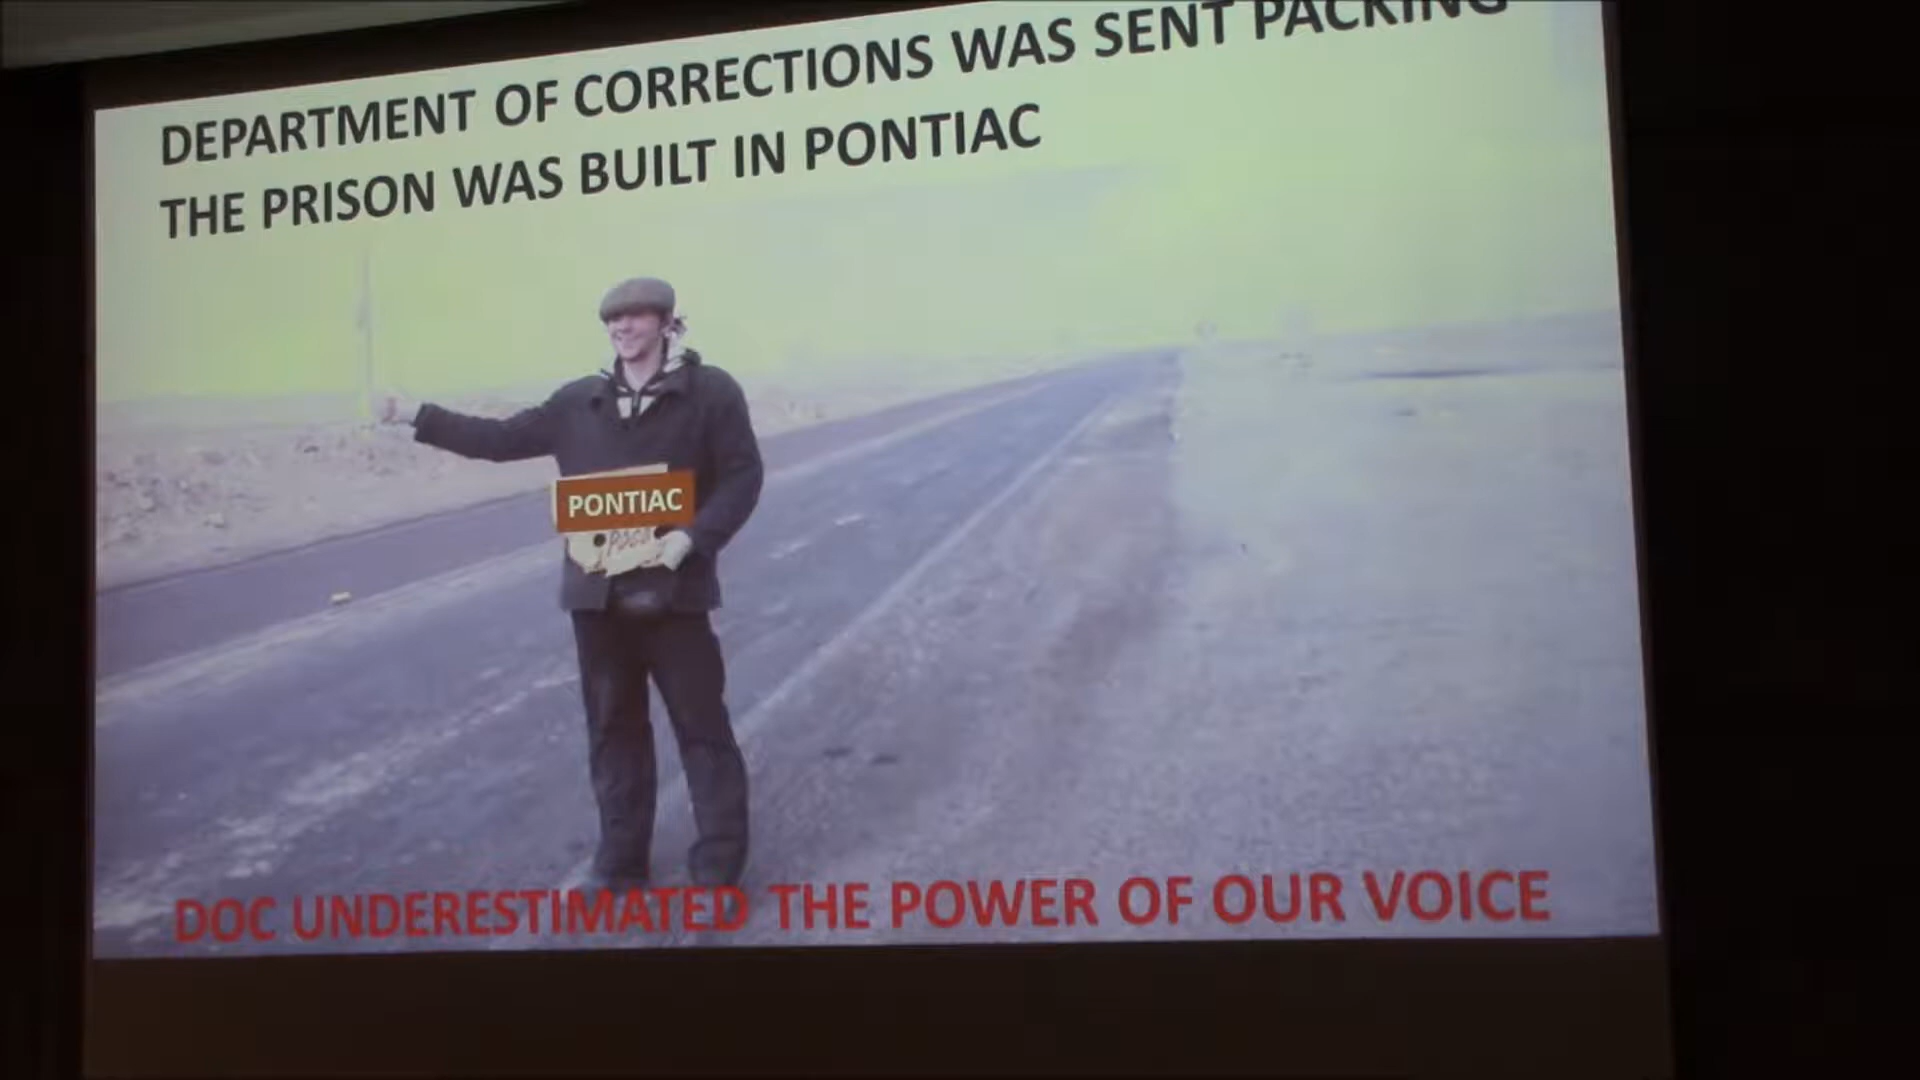 DEPARTMENT OF CORRECTIONS WAS SENT PACKING
THE PRISON WAS BUILT IN PONTIAC
PONTIAC
DOC UNDERESTIMATED THE POWER OF OUR VOICE